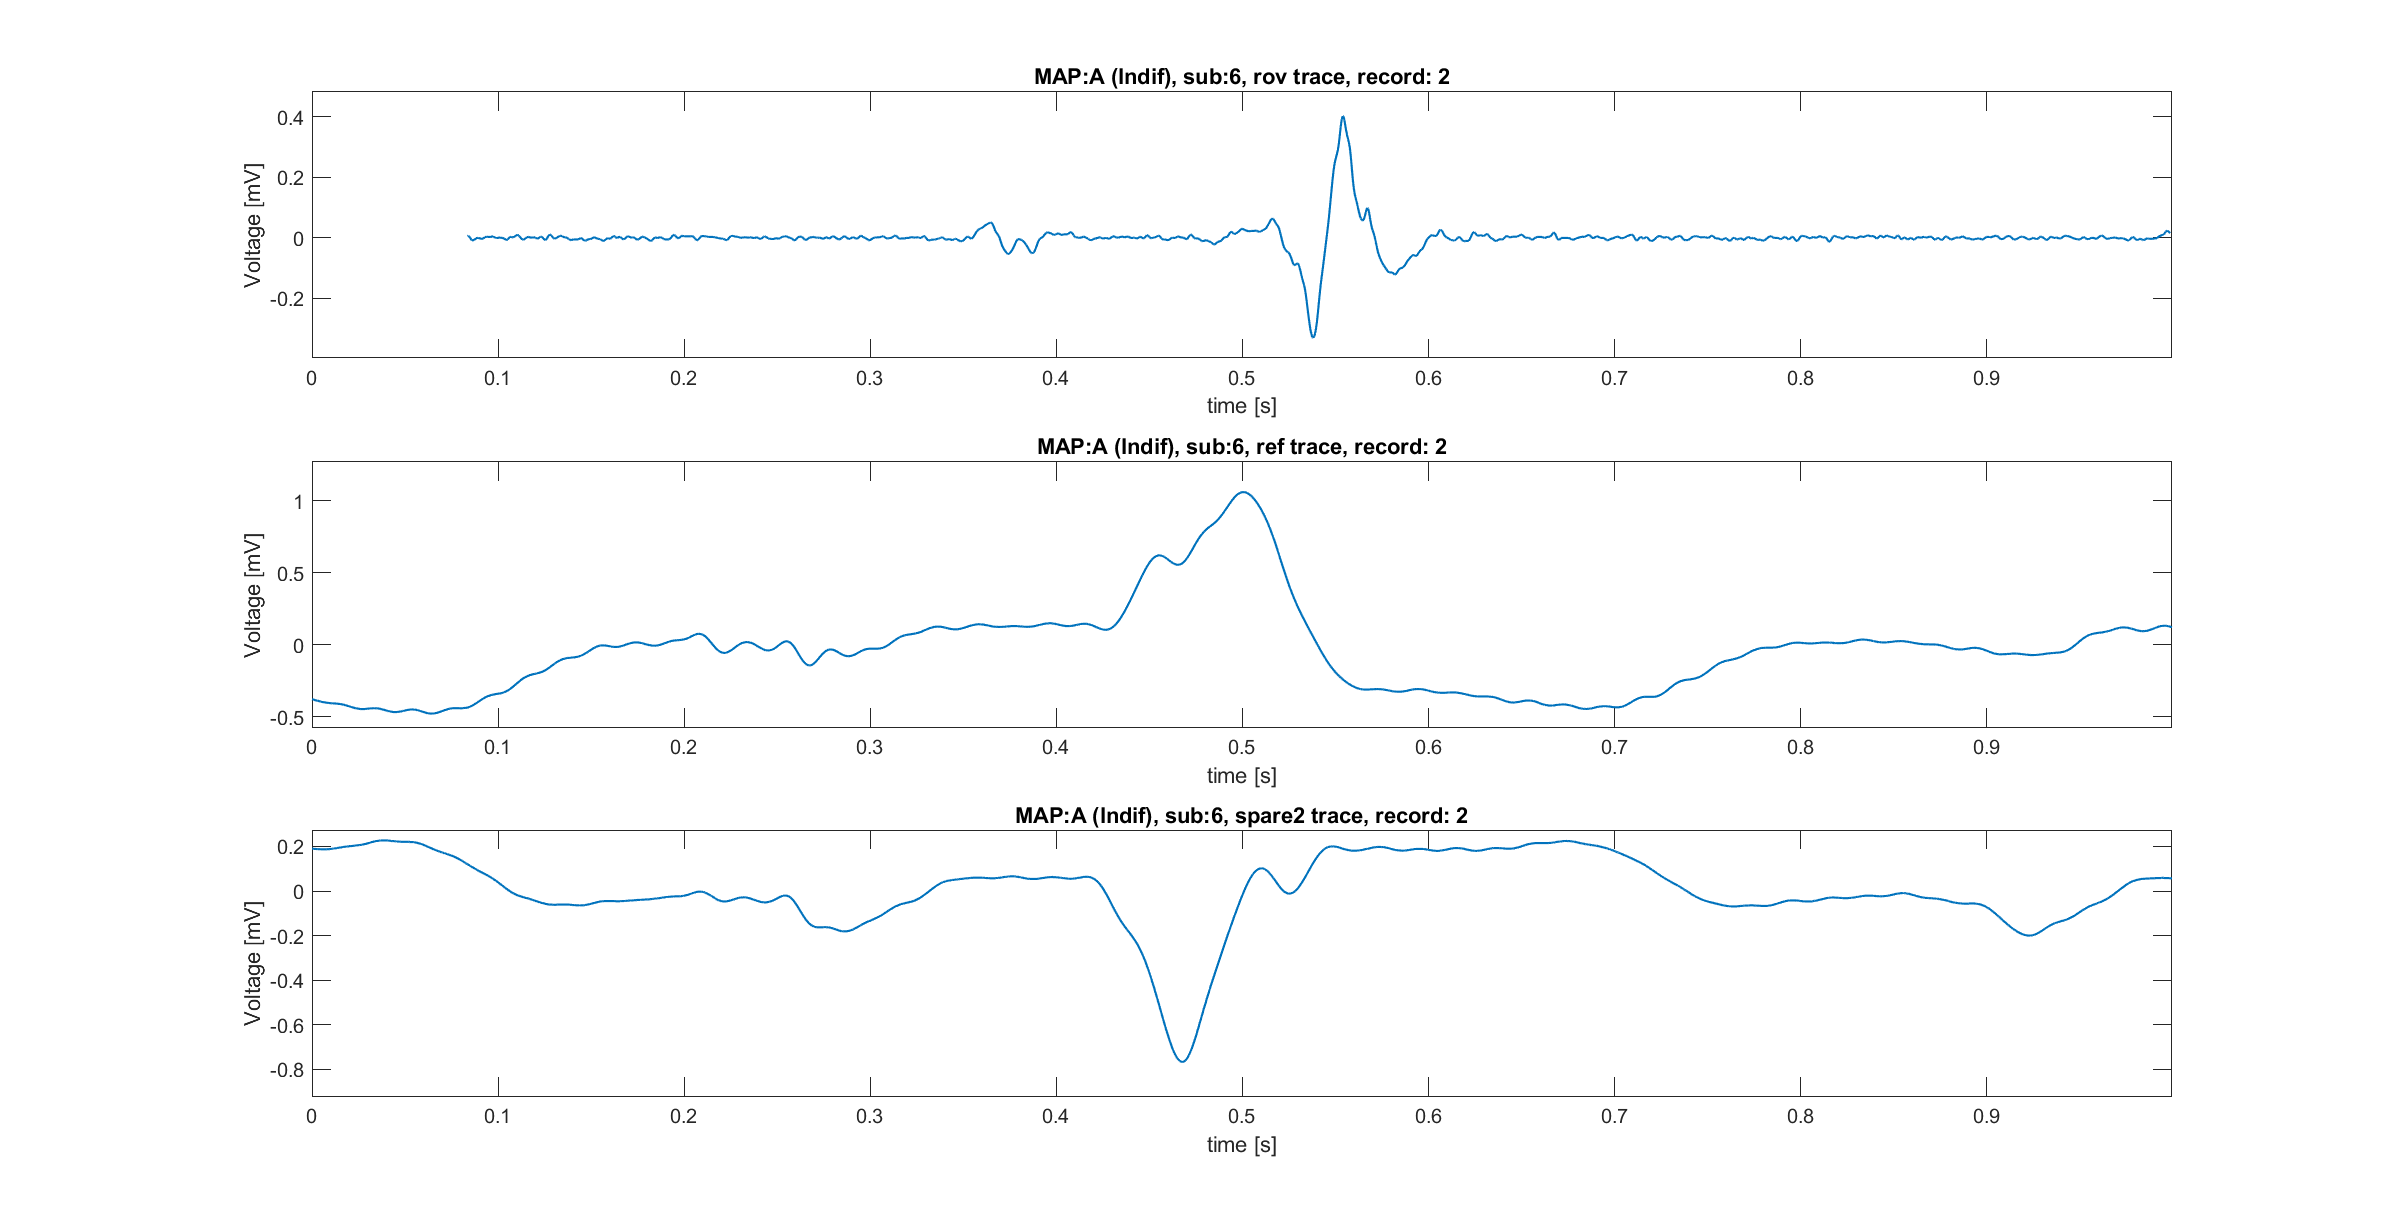 MAP:A (Indif), sub:6, rov trace, record: 2
Voltage [mV]
0.4
0.2
0
-0.2
0 0.1 0.2 0.3 0.4 0.5 0.6 0.7 0.8 0.9
time [s]
MAP:A (Indif), sub:6, ref trace, record: 2
Voltage [mV]
1
0.5
0
-0.5
0 0.1 0.2 0.3 0.4 0.5 0.6 0.7 0.8 0.9
time [s]
MAP:A (Indif), sub:6, spare2 trace, record: 2
Voltage [mV]
0.2
0
-0.2
-0.4
-0.6
-0.8
0 0.1 0.2 0.3 0.4 0.5 0.6 0.7 0.8 0.9
time [s]